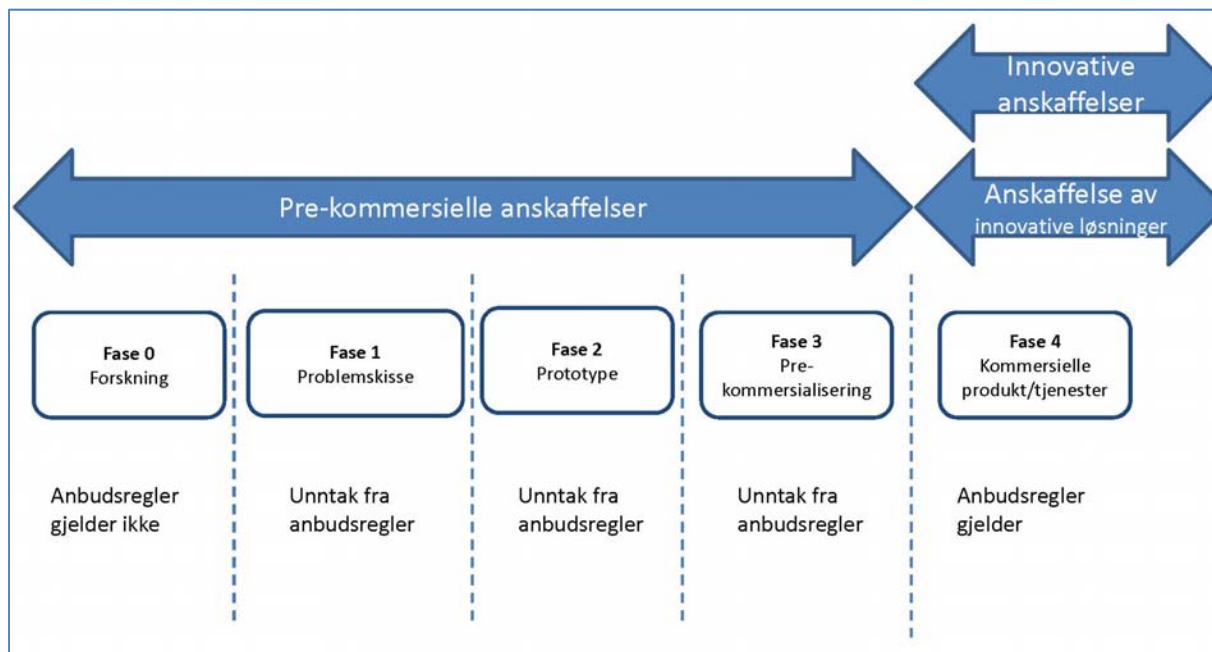 Innovative
anskaffelser
Pre-kommersielle anskaffelser
Anskaffelse av
innovative løsninger
Fase 0
Forskning
Fase 1
Problemskisse
Fase 2
Prototype
Fase 3
Pre-
kommersialisering
Fase 4
Kommersielle
produkt/tjenester
Anbudsregler
gjelder ikke
Unntak fra
anbudsregler
Unntak fra
anbudsregler
Unntak fra
anbudsregler
Anbudsregler
gjelder